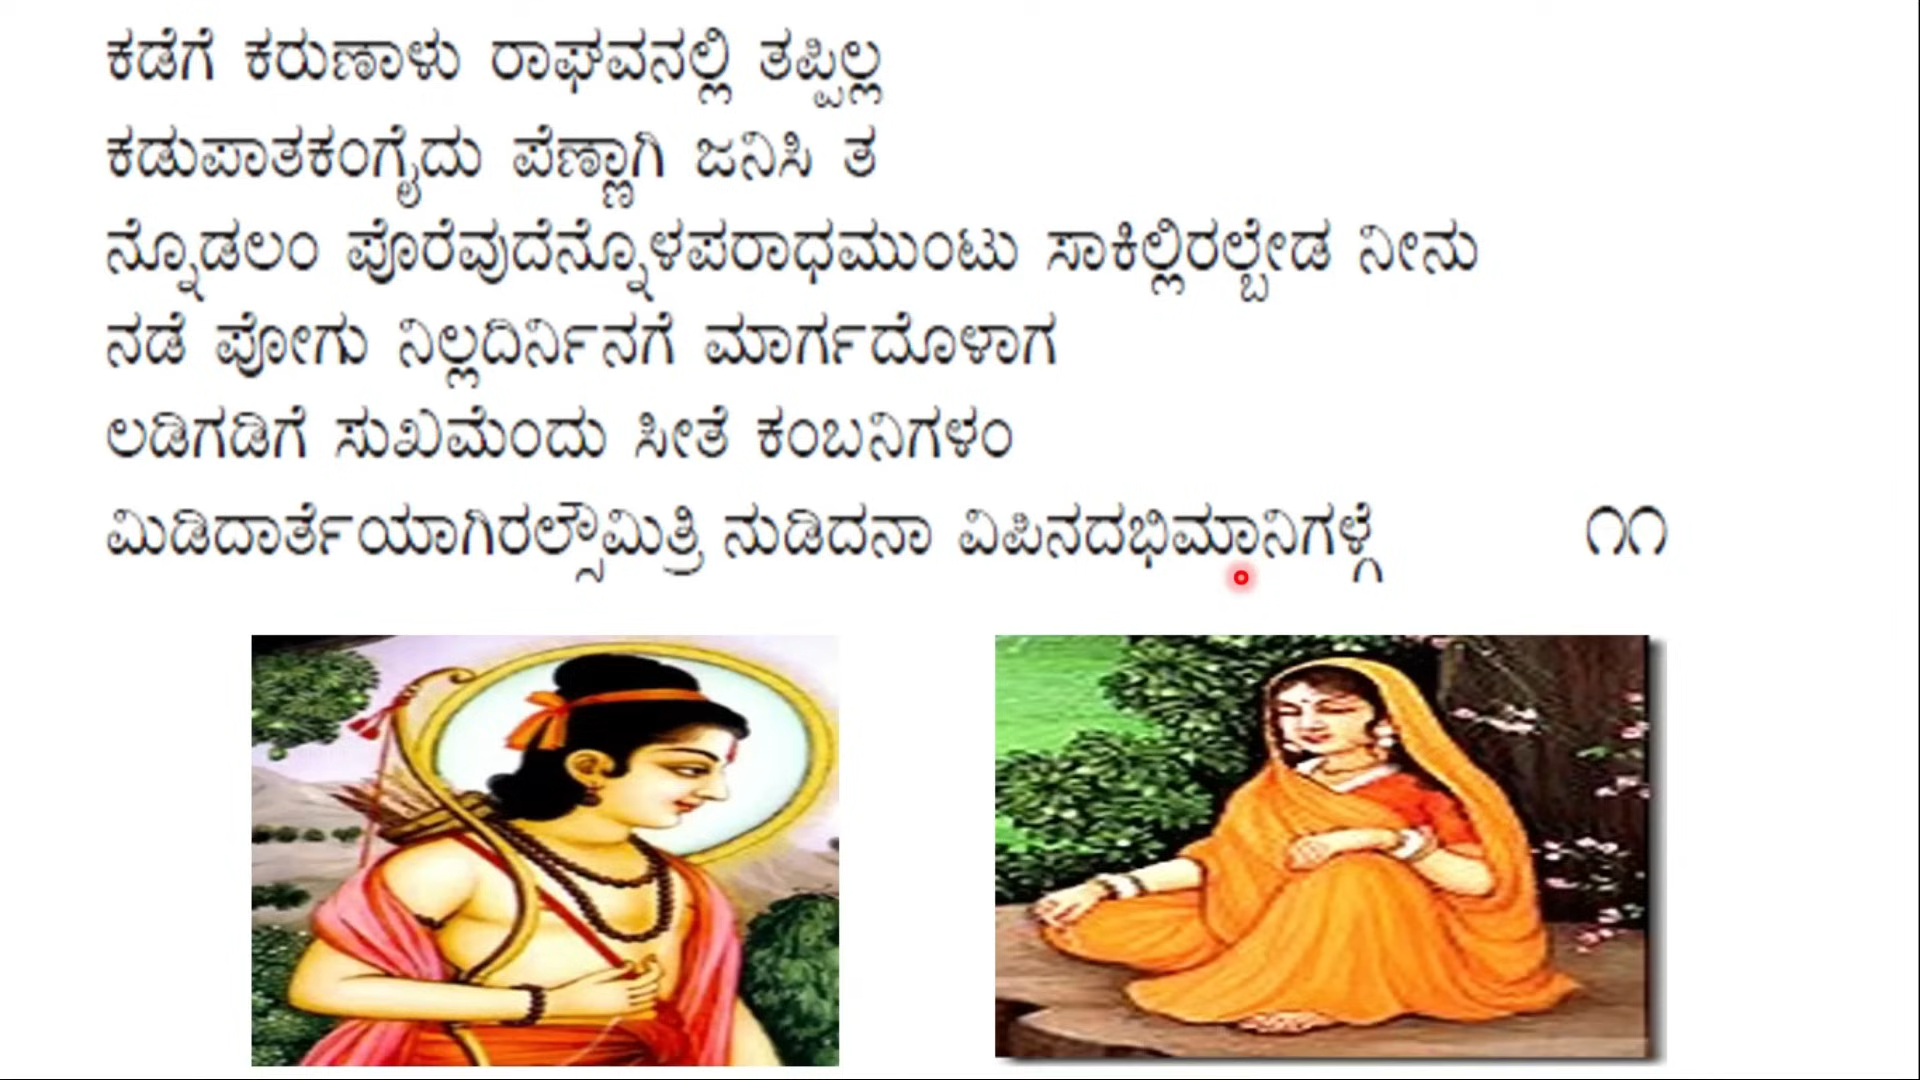 ಕಡೆಗೆ ಕರುಣಾಳು ರಾಘವನಲ್ಲಿ ತಪ್ಪಿಲ್ಲ
ಕಡುಪಾತಕಂಗೈದು ಪೆಣ್ಣಾಗಿ ಜನಿಸಿ ತ
ನ್ನೊಡಲಂ ಪೊರೆವುದೆನ್ನೊಳಪರಾಧಮುಂಟು ಸಾಕಿಲ್ಲಿರಲ್ಬೇಡ ನೀನು
ನಡೆ ಪೋಗು ನಿಲ್ಲದಿರ್ನಿನಗೆ ಮಾರ್ಗದೊಳಾಗ
ಲಡಿಗಡಿಗೆ ಸುಖಮೆಂದು ಸೀತೆ ಕಂಬನಿಗಳಂ
ಮಿಡಿದಾರ್ತೆಯಾಗಿರಲ್ಸೌಮಿತ್ರಿ ನುಡಿದನಾ ವಿಪಿನದಭಿಮಾನಿಗಳ್ಗೆ ೧೧